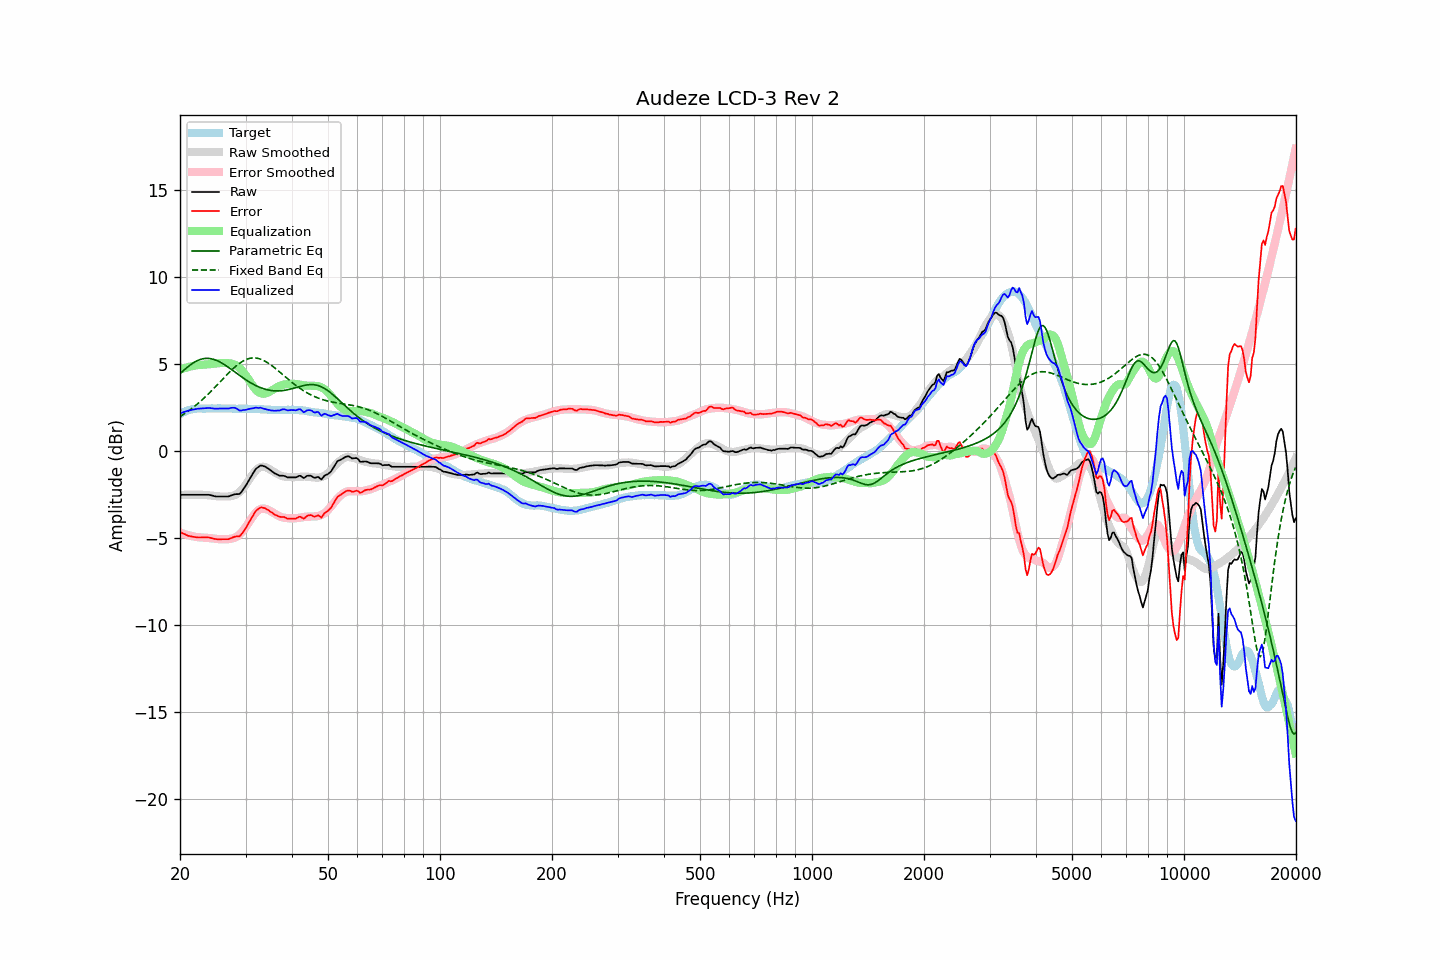 Audeze LCD-3 Rev 2
Target
Raw Smoothed
Error Smoothed
Raw
Error
Equalization
Parametric Eq
Fixed Band Eq
Equalized
Amplitude (dBr)
15
10
5
0
−5
−10
−15
−20
20 50 100 200 500 1000 2000 5000 10000 20000
Frequency (Hz)